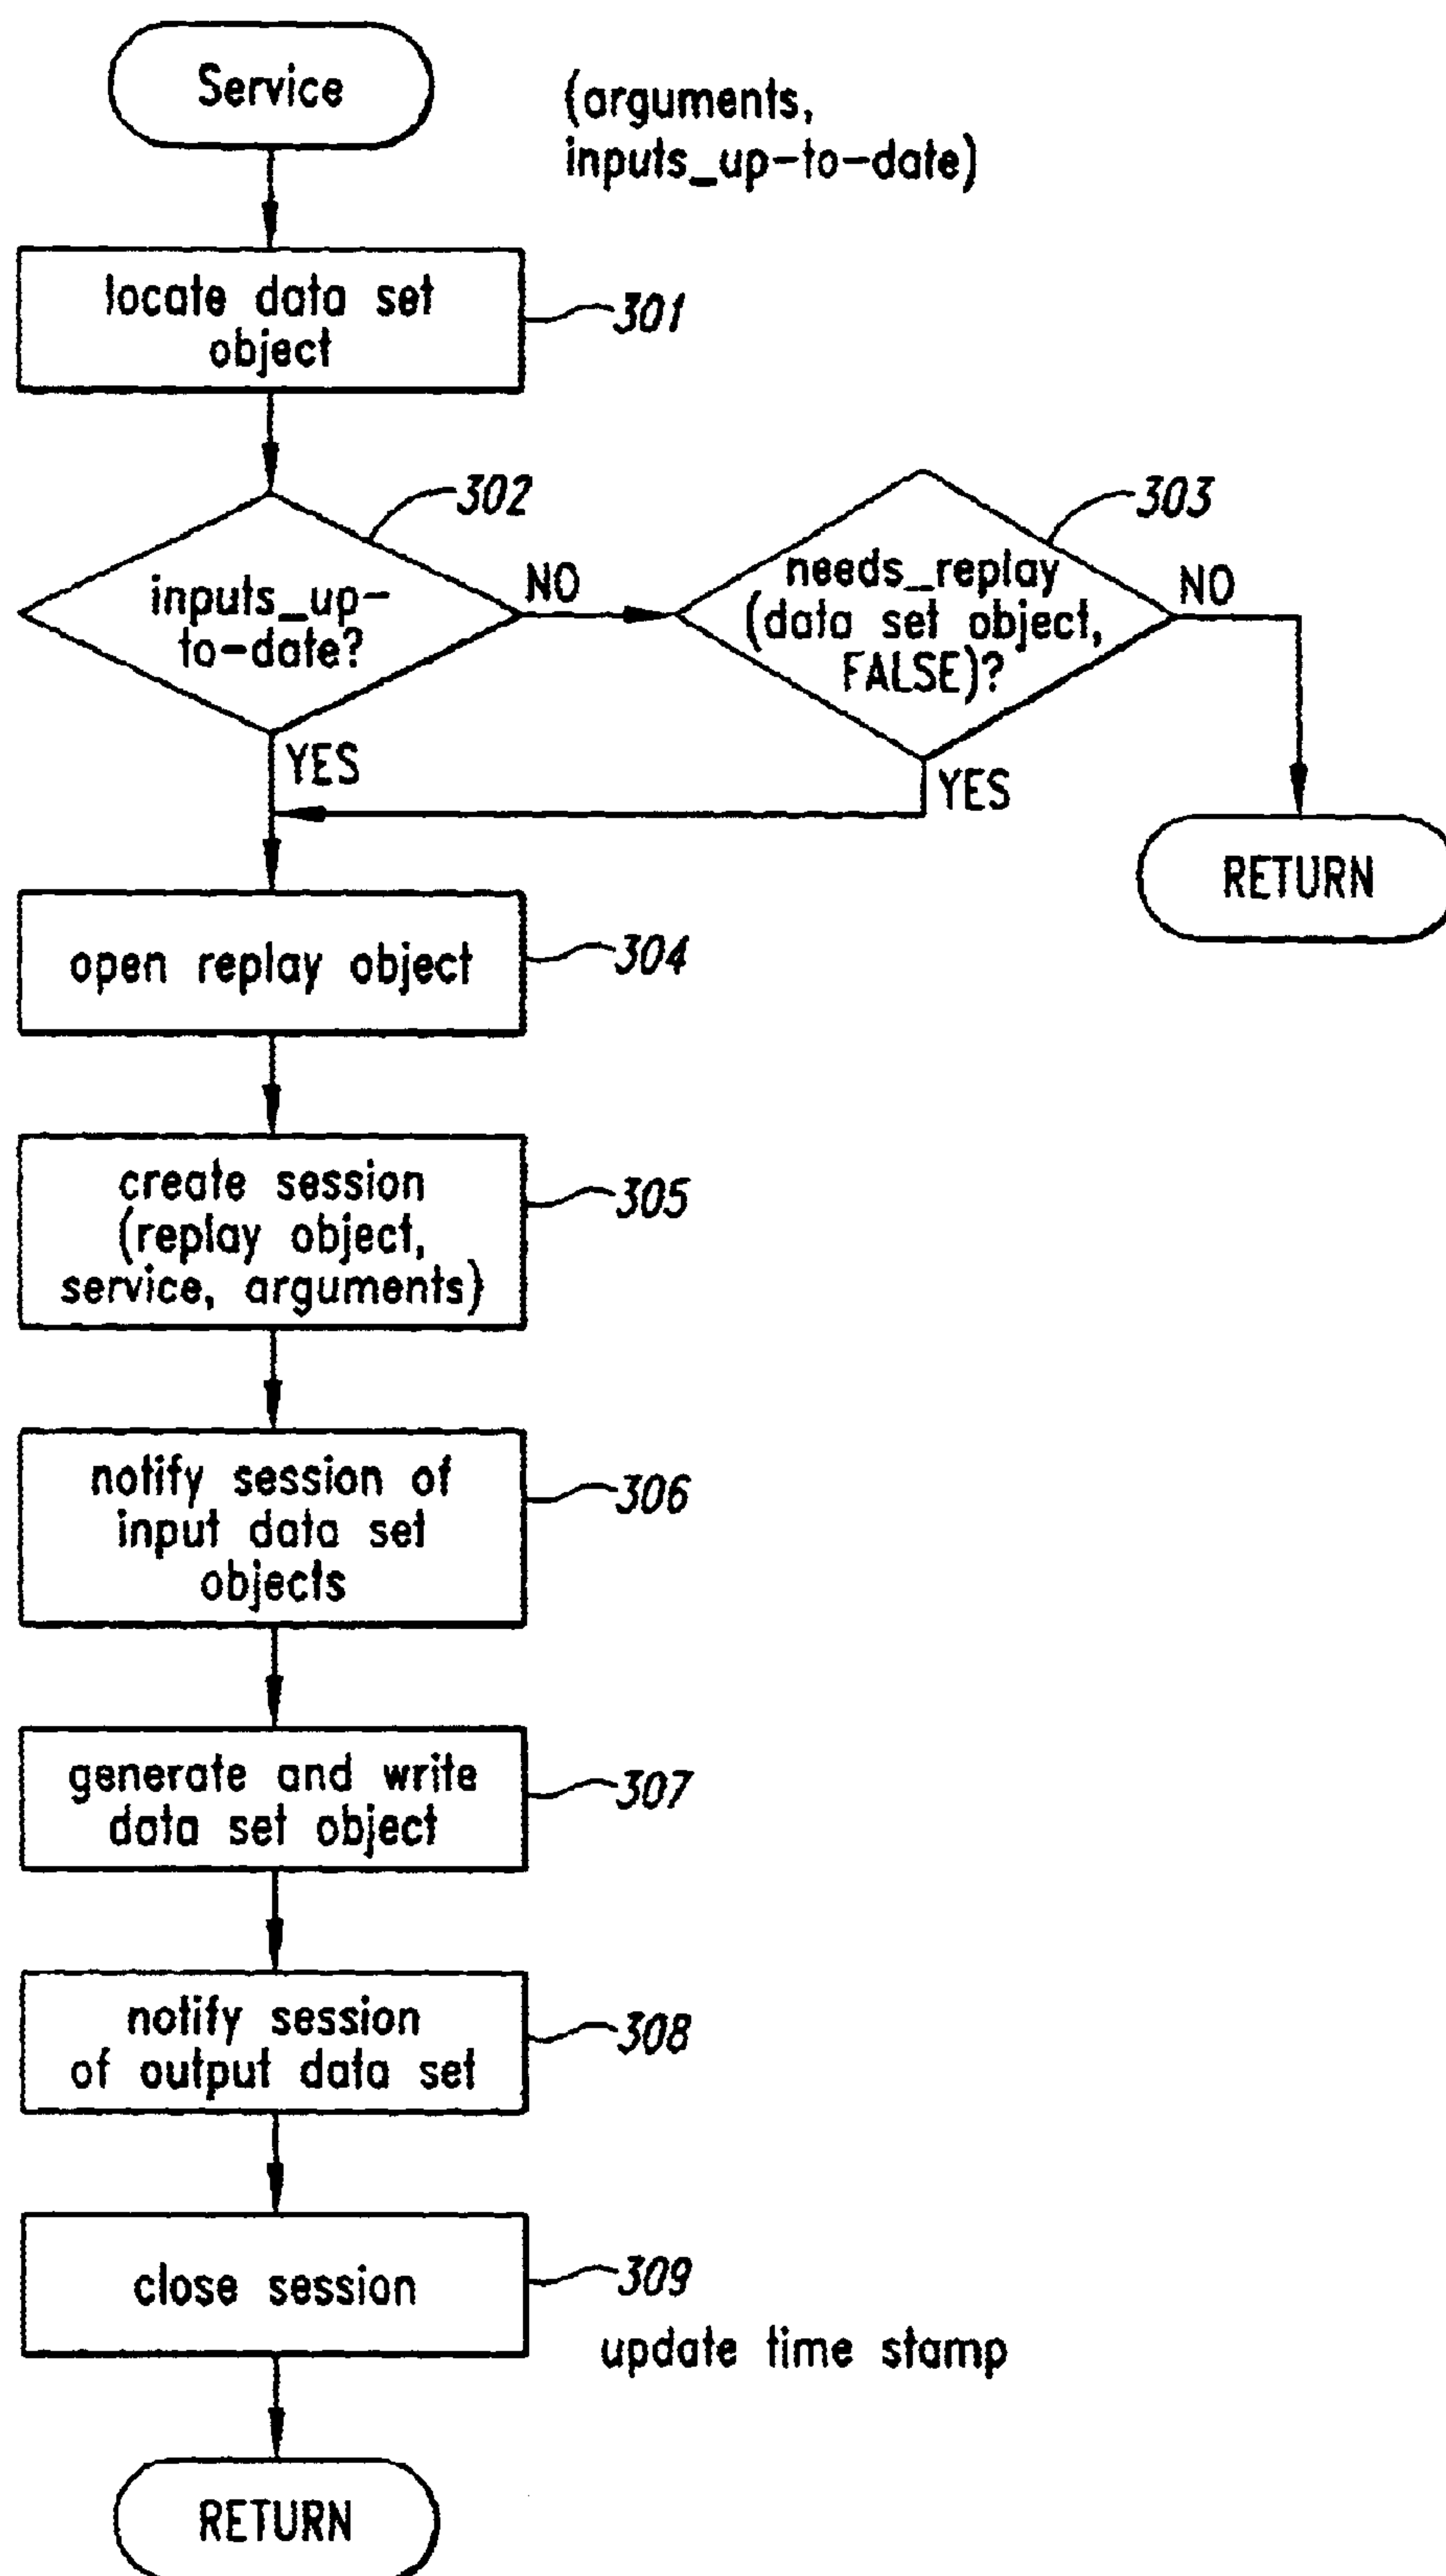 Service
(arguments,
inputs_up-to-date)
locate data set
object
301
302
inputs_up-
to-date?
NO
YES
303
needs_replay
(data set object,
FALSE)?
NO
YES
RETURN
open replay object
304
create session
(replay object,
service, arguments)
305
notify session of
input data set
objects
306
generate and write
data set object
307
notify session
of output data set
308
close session
309
update time stamp
RETURN